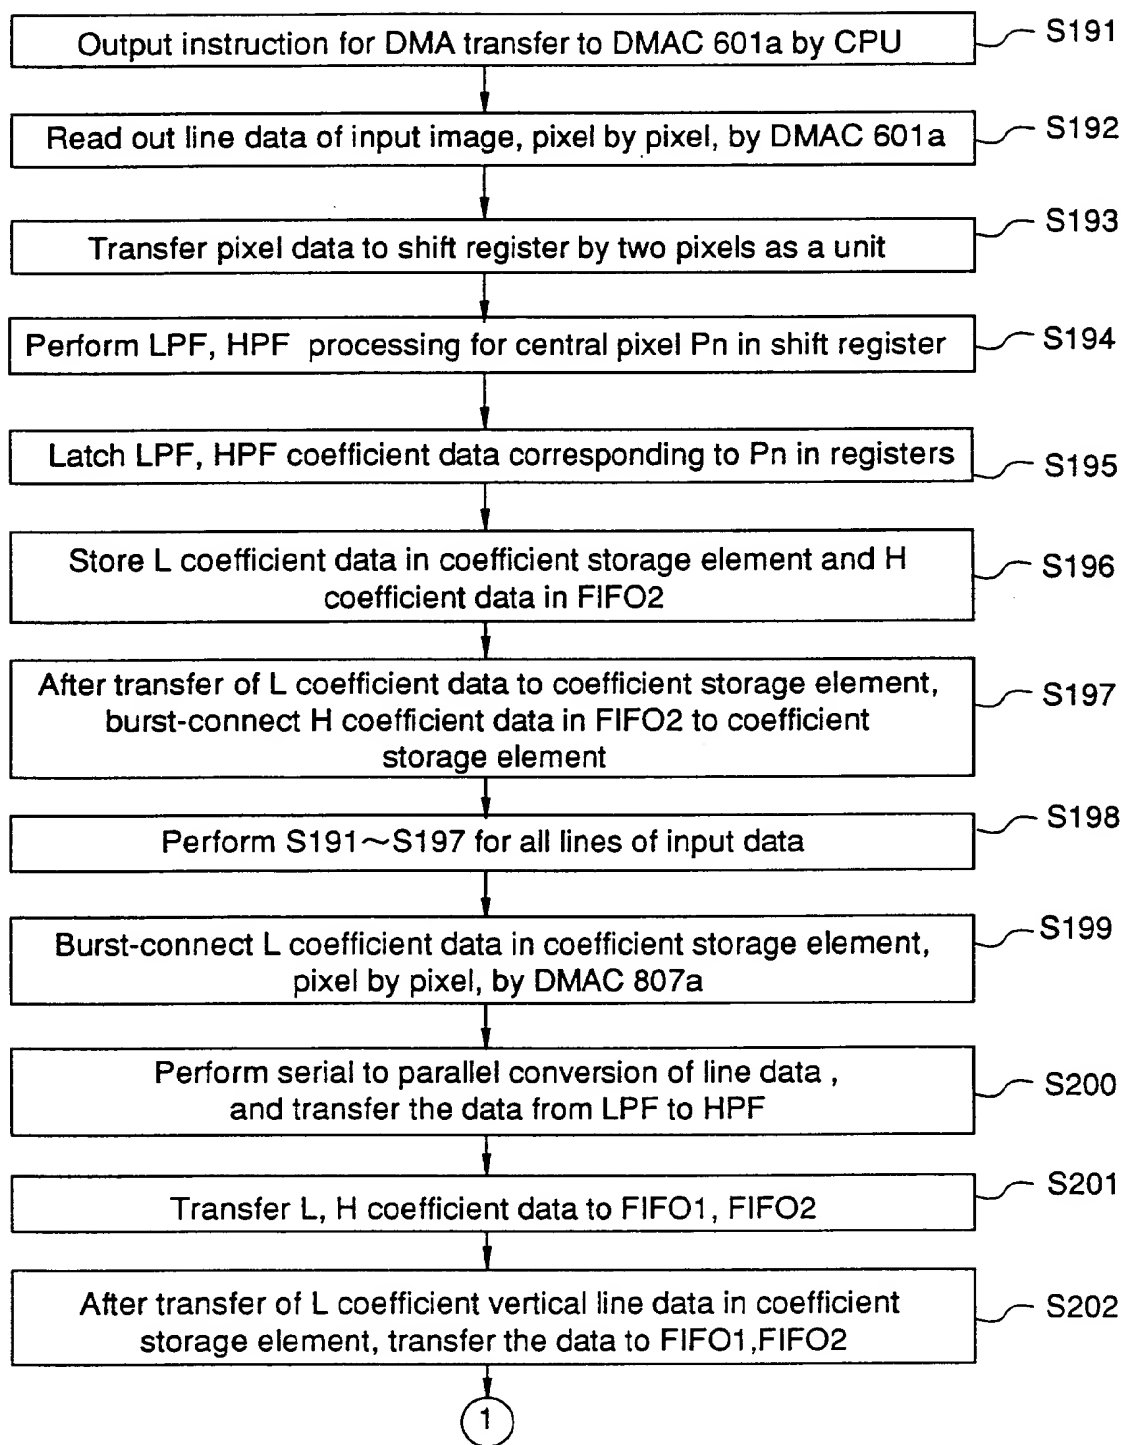 Output instruction for DMA transfer to DMAC 601a by CPU
S191
Read out line data of input image, pixel by pixel, by DMAC 601a
S192
Transfer pixel data to shift register by two pixels as a unit
S193
Perform LPF, HPF processing for central pixel Pn in shift register
S194
Latch LPF, HPF coefficient data corresponding to Pn in registers
S195
Store L coefficient data in coefficient storage element and H
coefficient data in FIFO2
S196
After transfer of L coefficient data to coefficient storage element,
burst-connect H coefficient data in FIFO2 to coefficient
storage element
S197
Perform S191~S197 for all lines of input data
S198
Burst-connect L coefficient data in coefficient storage element,
pixel by pixel, by DMAC 807a
S199
Perform serial to parallel conversion of line data ,
and transfer the data from LPF to HPF
S200
Transfer L, H coefficient data to FIFO1, FIFO2
S201
After transfer of L coefficient vertical line data in coefficient
storage element, transfer the data to FIFO1,FIFO2
S202
1